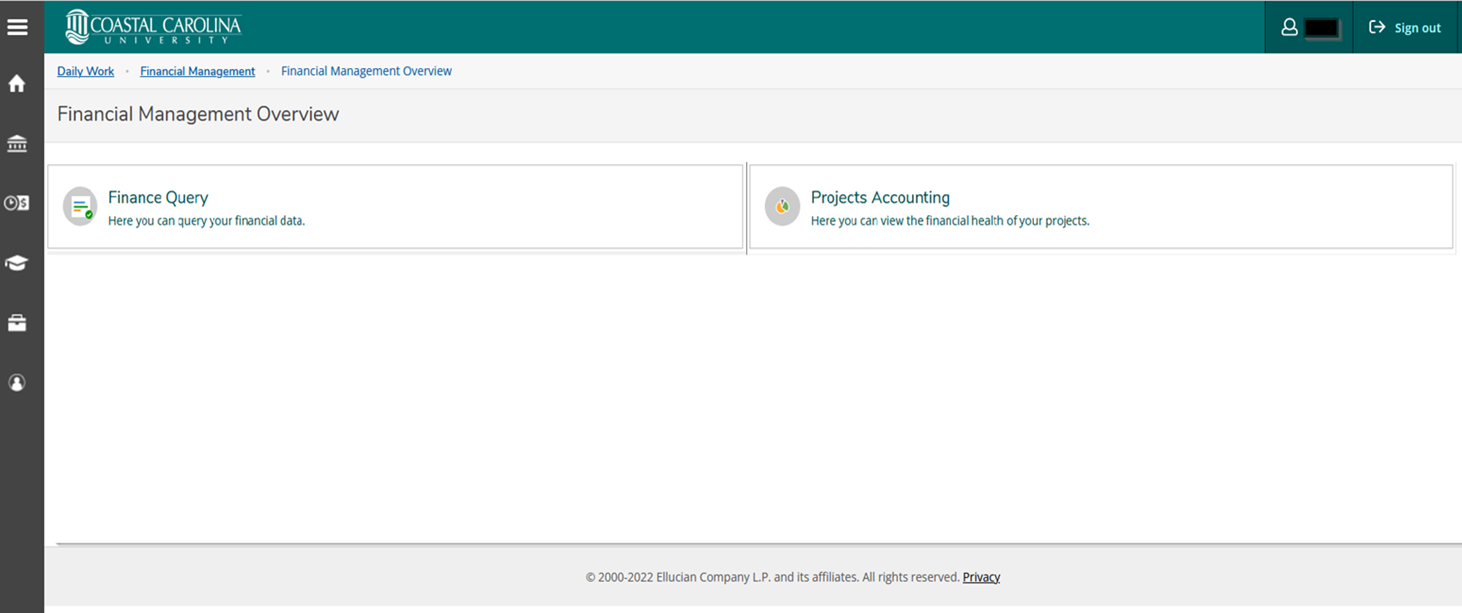 COASTAL CAROLINA
UNIVERSITY
Sign out
Daily Work · Financial Management · Financial Management Overview
Financial Management Overview
Finance Query
Here you can query your financial data.
Projects Accounting
Here you can view the financial health of your projects.
© 2000-2022 Ellucian Company L.P. and its affiliates. All rights reserved. Privacy